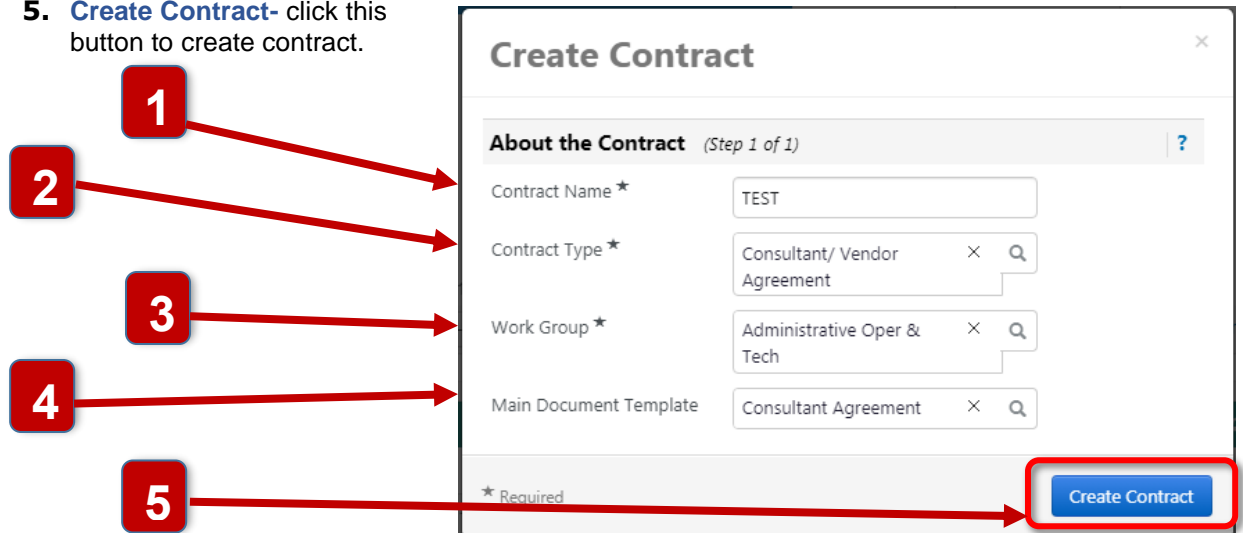 5. Create Contract- click this
button to create contract.
Create Contract
×
About the Contract (Step 1 of 1)
?
1
Contract Name ★
TEST
2
Contract Type ★
Consultant/ Vendor
Agreement
×
3
Work Group ★
Administrative Oper &
Tech
×
4
Main Document Template
Consultant Agreement
×
5
★ Required
Create Contract